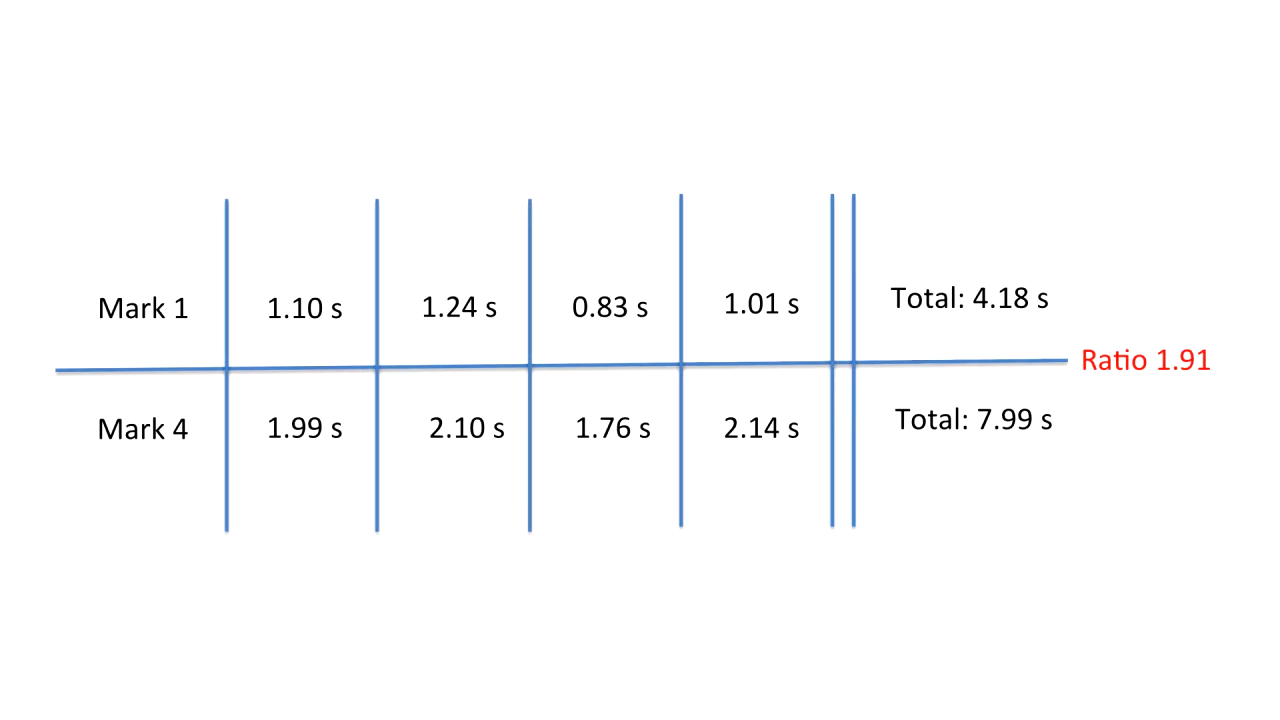 Mark 1 1.10 s 1.24 s 0.83 s 1.01 s Total: 4.18 s
Ratio 1.91
Mark 4 1.99 s 2.10 s 1.76 s 2.14 s Total: 7.99 s